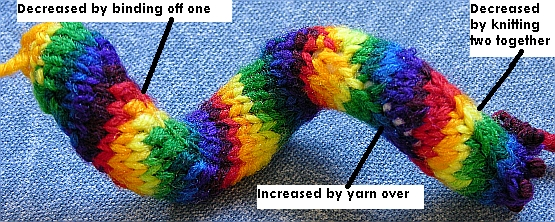 Decreased by binding off one
Decreased
by knitting
two together
Increased by yarn over